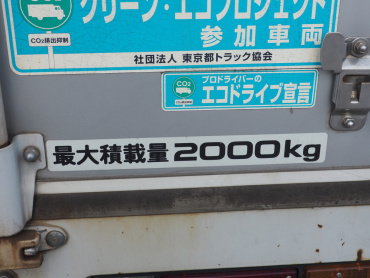 グリーン・エコプロジェクト
CO2排出抑制
参加車両
社団法人 東京都トラック協会
CO2
プロドライバーの
エコドライブ宣言
最大積載量 2000kg